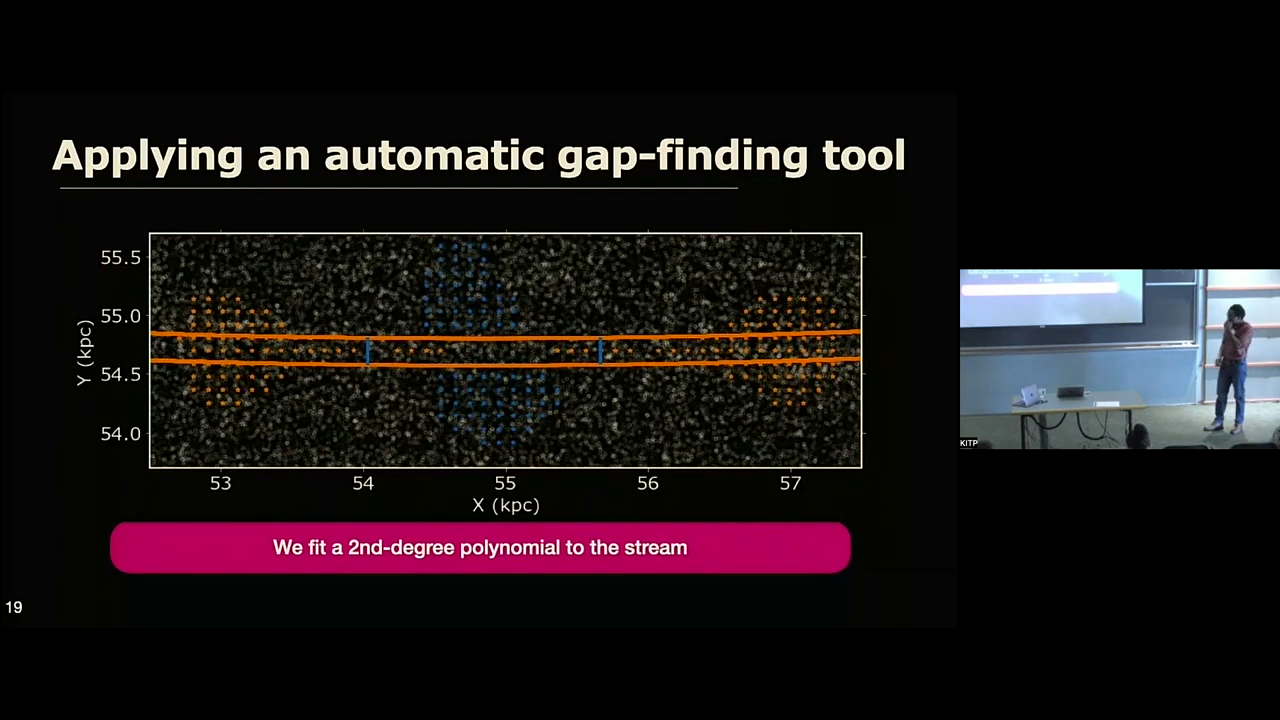 Applying an automatic gap-finding tool
55.5
55.0
54.5
54.0
Y (kpc)
53 54 55 56 57
X (kpc)
We fit a 2nd-degree polynomial to the stream
19
KITP